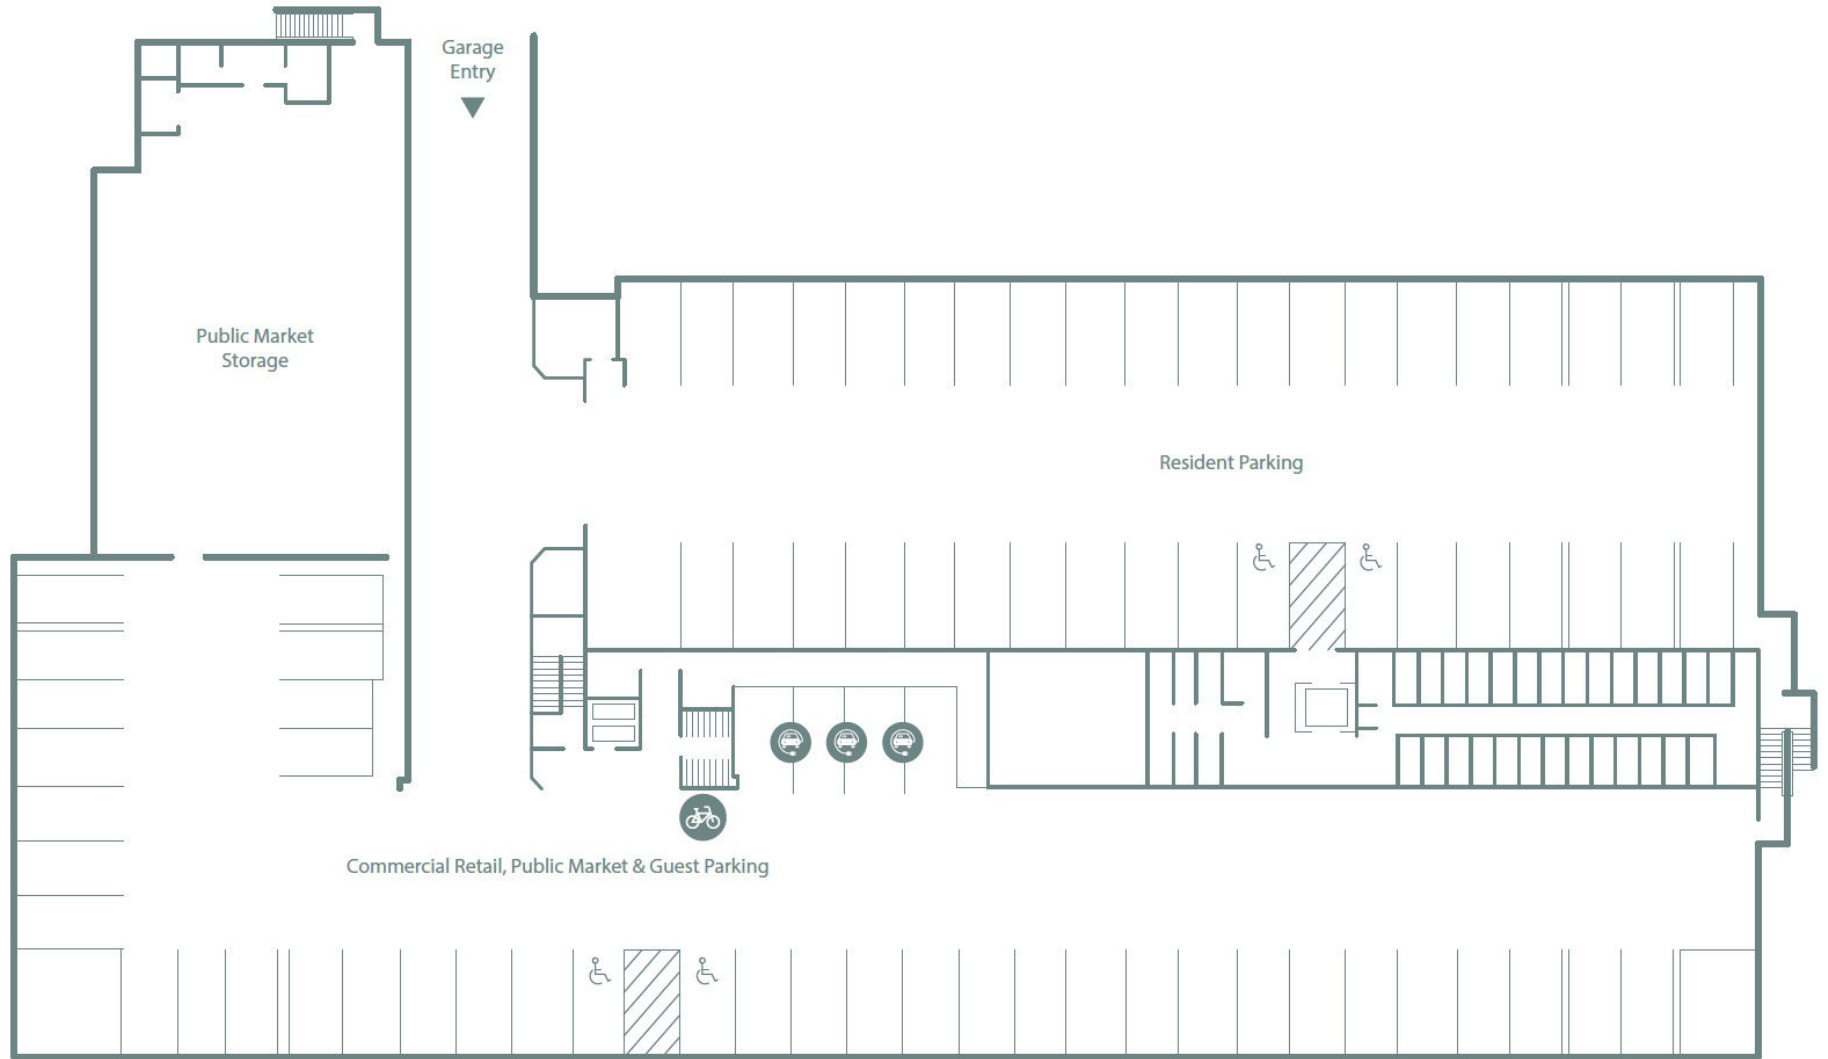 Garage
Entry
Public Market
Storage
Resident Parking
Commercial Retail, Public Market & Guest Parking